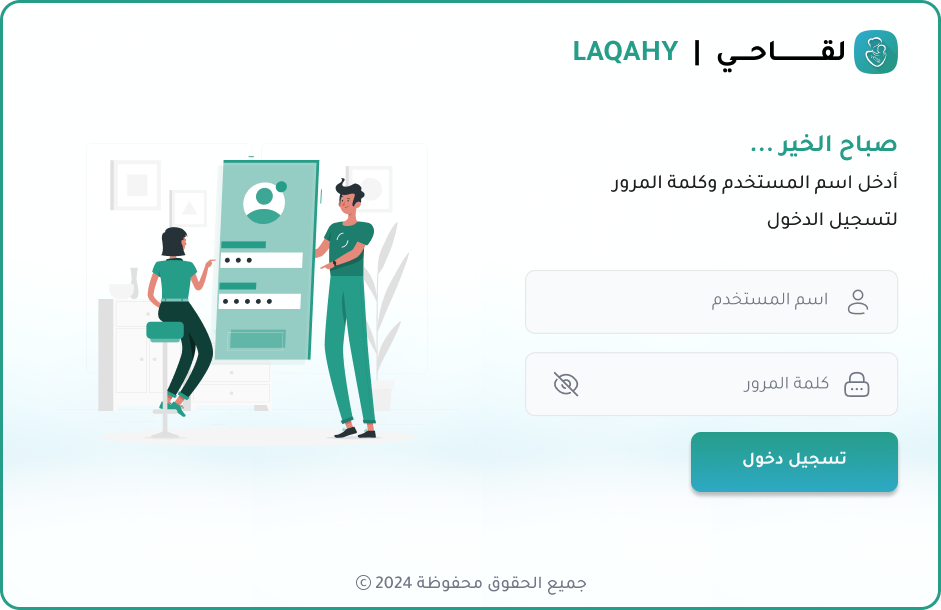 لقـــــــاحـــي | LAQAHY
صباح الخير ...
أدخل اسم المستخدم وكلمة المرور
لتسجيل الدخول
اسم المستخدم
كلمة المرور
تسجيل دخول
جميع الحقوق محفوظة 2024 ©